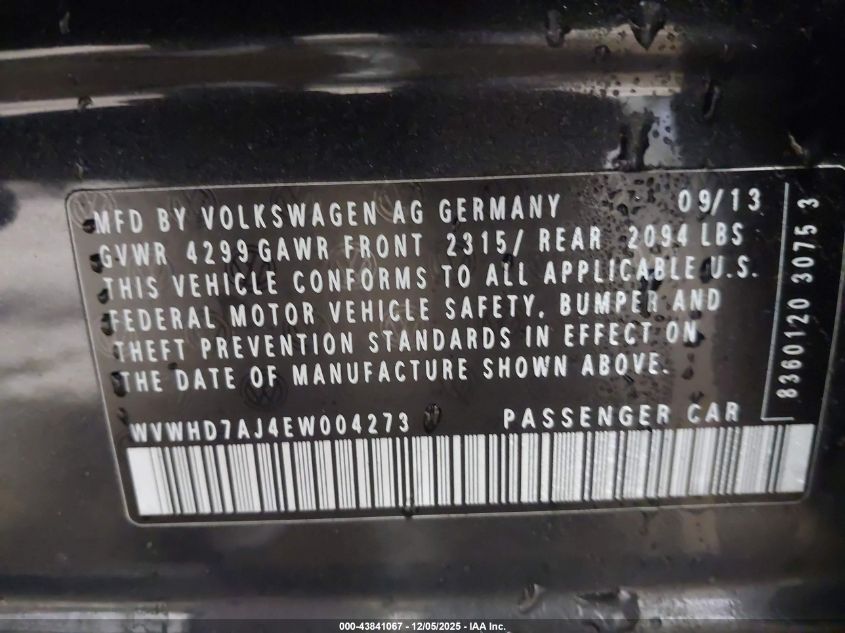 MFD BY VOLKSWAGEN AG GERMANY 09/13
GVWR 4299 GAWR FRONT 2315/ REAR 2094 LBS
THIS VEHICLE CONFORMS TO ALL APPLICABLE U.S.
FEDERAL MOTOR VEHICLE SAFETY, BUMPER AND
THEFT PREVENTION STANDARDS IN EFFECT ON
THE DATE OF MANUFACTURE SHOWN ABOVE.
WVWHD7AJ4EW004273 PASSENGER CAR
8360120 3075 3
000-43841067 - 12/05/2025 - IAA Inc.